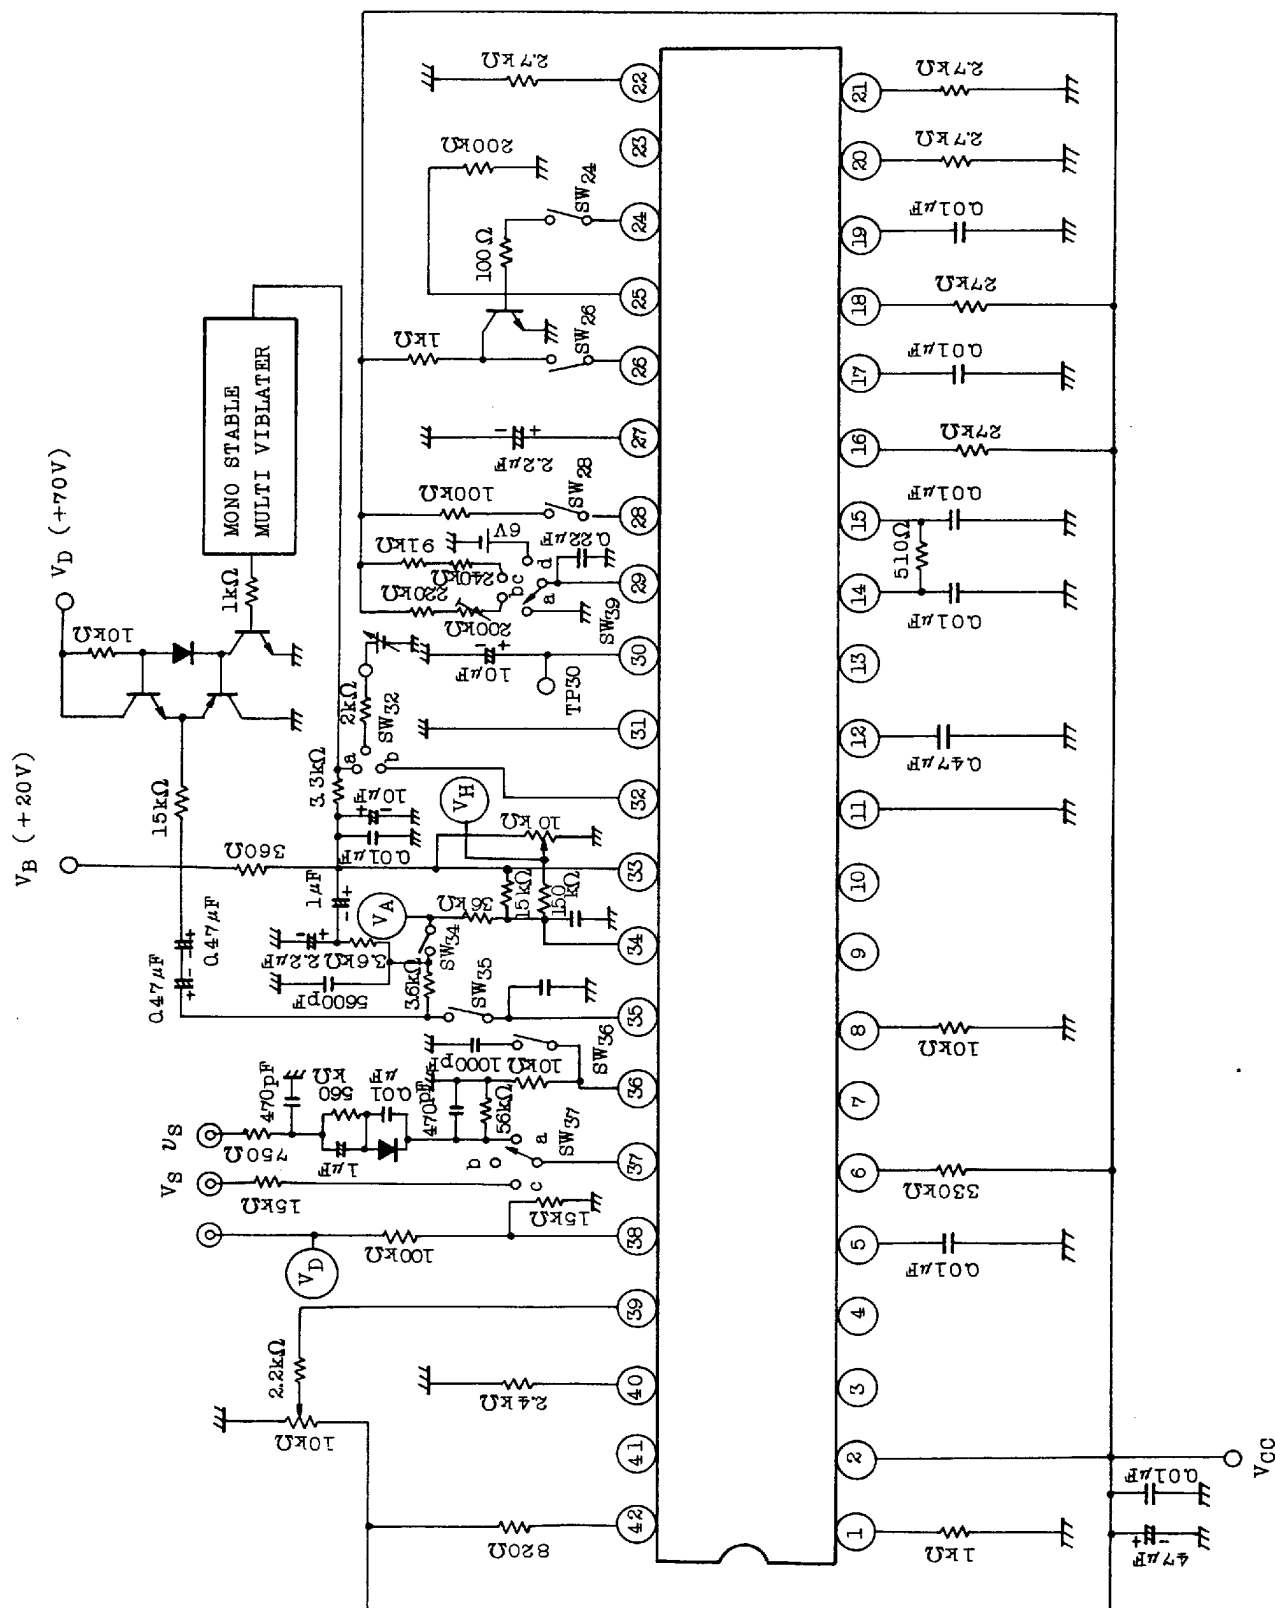 VD (+70V)
VB (+20V)
MONO STABLE
MULTI VIBLATER
1kΩ
10kΩ
15kΩ
0.47μF
0.47μF
360Ω
3.3kΩ
10μF
0.01μF
1μF
2.2μF
3.6kΩ
5600pF
VA
SW34
3.6kΩ
36kΩ
SW35
15kΩ
150kΩ
10kΩ
VH
2kΩ
SW32
a
b
TP30
10μF
SW39
200kΩ
220kΩ
240kΩ
91kΩ
6V
a
b
c
d
0.22μF
100kΩ
SW28
2.2μF
1kΩ
SW26
100Ω
SW24
200kΩ
2.7kΩ
υS
VS
470pF
750Ω
560kΩ
1μF
0.01μF
470pF
56kΩ
1000pF
10kΩ
SW36
SW37
a
b
c
15kΩ
15kΩ
VD
100kΩ
2.2kΩ
10kΩ
2.4kΩ
820Ω
22
23
24
25
26
27
28
29
30
31
32
33
34
35
36
37
38
39
40
41
42
21
20
19
18
17
16
15
14
13
12
11
10
9
8
7
6
5
4
3
2
1
2.7kΩ
2.7kΩ
0.01μF
27kΩ
0.01μF
27kΩ
0.01μF
510Ω
0.01μF
0.47μF
10kΩ
330kΩ
0.01μF
1kΩ
0.01μF
47μF
VCC